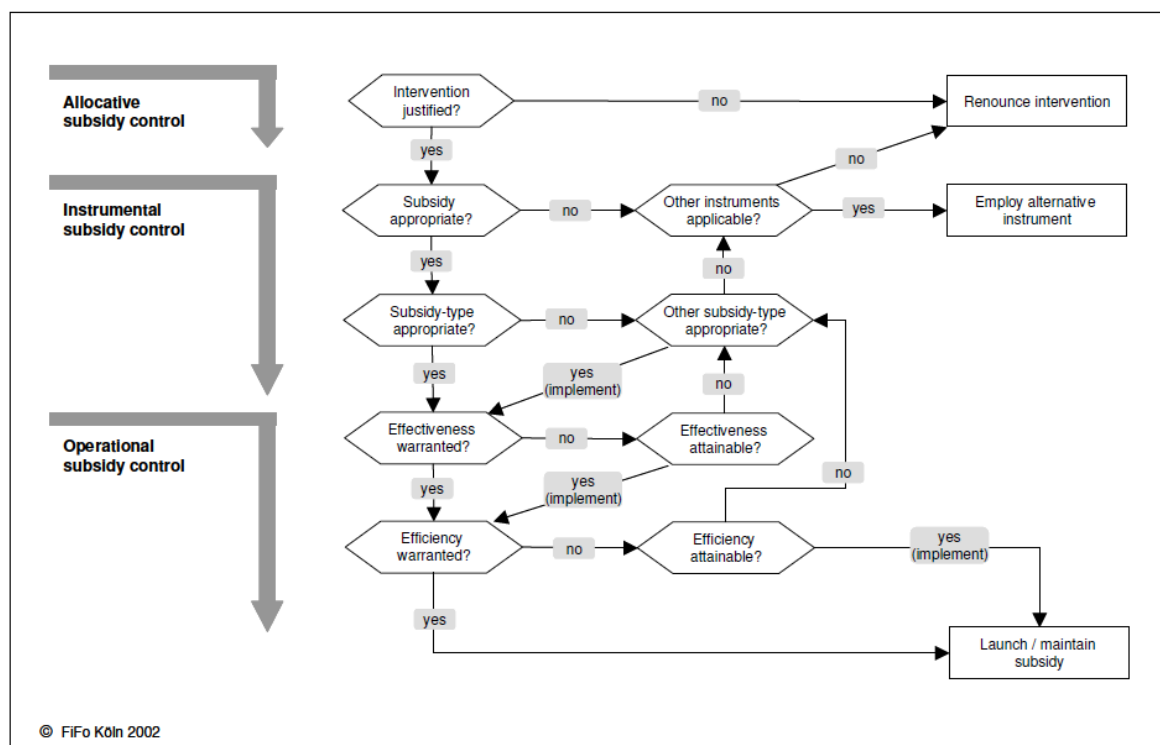 Allocative
subsidy control
Intervention
justified?
no
Renounce intervention
yes
no
Instrumental
subsidy control
Subsidy
appropriate?
no
Other instruments
applicable?
yes
Employ alternative
instrument
yes
no
Subsidy-type
appropriate?
no
Other subsidy-type
appropriate?
yes
yes
(implement)
no
Operational
subsidy control
Effectiveness
warranted?
no
Effectiveness
attainable?
no
yes
yes
(implement)
Efficiency
warranted?
no
Efficiency
attainable?
yes
(implement)
yes
Launch / maintain
subsidy
© FiFo Köln 2002